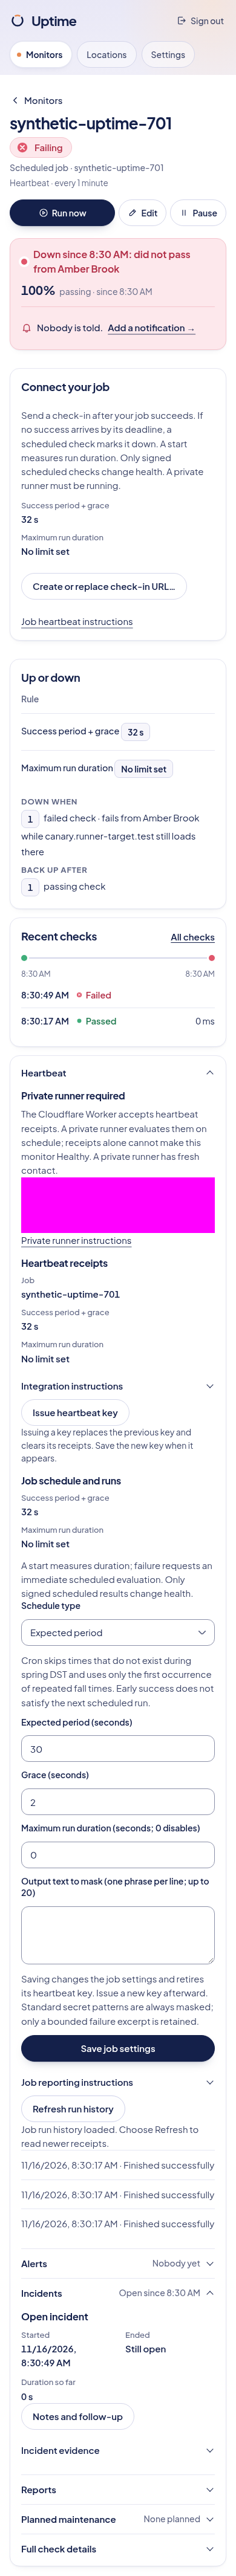 Uptime
Sign out
Monitors
Locations
Settings
Monitors
synthetic-uptime-701
Failing
Scheduled job · synthetic-uptime-701
Heartbeat · every 1 minute
Run now
Edit
Pause
Down since 8:30 AM: did not pass
from Amber Brook
100% passing · since 8:30 AM
Nobody is told. Add a notification →
Connect your job
Send a check-in after your job succeeds. If
no success arrives by its deadline, a
scheduled check marks it down. A start
measures run duration. Only signed
scheduled checks change health. A private
runner must be running.
Success period + grace
32 s
Maximum run duration
No limit set
Create or replace check-in URL…
Job heartbeat instructions
Up or down
Rule
Success period + grace 32 s
Maximum run duration No limit set
DOWN WHEN
1 failed check · fails from Amber Brook
while canary.runner-target.test still loads
there
BACK UP AFTER
1 passing check
Recent checks
All checks
8:30 AM
8:30 AM
8:30:49 AM Failed
8:30:17 AM Passed 0 ms
Heartbeat
Private runner required
The Cloudflare Worker accepts heartbeat
receipts. A private runner evaluates them on
schedule; receipts alone cannot make this
monitor Healthy. A private runner has fresh
contact.
Private runner instructions
Heartbeat receipts
Job
synthetic-uptime-701
Success period + grace
32 s
Maximum run duration
No limit set
Integration instructions
Issue heartbeat key
Issuing a key replaces the previous key and
clears its receipts. Save the new key when it
appears.
Job schedule and runs
Success period + grace
32 s
Maximum run duration
No limit set
A start measures duration; failure requests an
immediate scheduled evaluation. Only
signed scheduled results change health.
Schedule type
Expected period
Cron skips times that do not exist during
spring DST and uses only the first occurrence
of repeated fall times. Early success does not
satisfy the next scheduled run.
Expected period (seconds)
30
Grace (seconds)
2
Maximum run duration (seconds; 0 disables)
0
Output text to mask (one phrase per line; up to
20)
Saving changes the job settings and retires
its heartbeat key. Issue a new key afterward.
Standard secret patterns are always masked;
only a bounded failure excerpt is retained.
Save job settings
Job reporting instructions
Refresh run history
Job run history loaded. Choose Refresh to
read newer receipts.
11/16/2026, 8:30:17 AM · Finished successfully
11/16/2026, 8:30:17 AM · Finished successfully
11/16/2026, 8:30:17 AM · Finished successfully
Alerts
Nobody yet
Incidents
Open since 8:30 AM
Open incident
Started
Ended
11/16/2026,
8:30:49 AM
Still open
Duration so far
0 s
Notes and follow-up
Incident evidence
Reports
Planned maintenance
None planned
Full check details